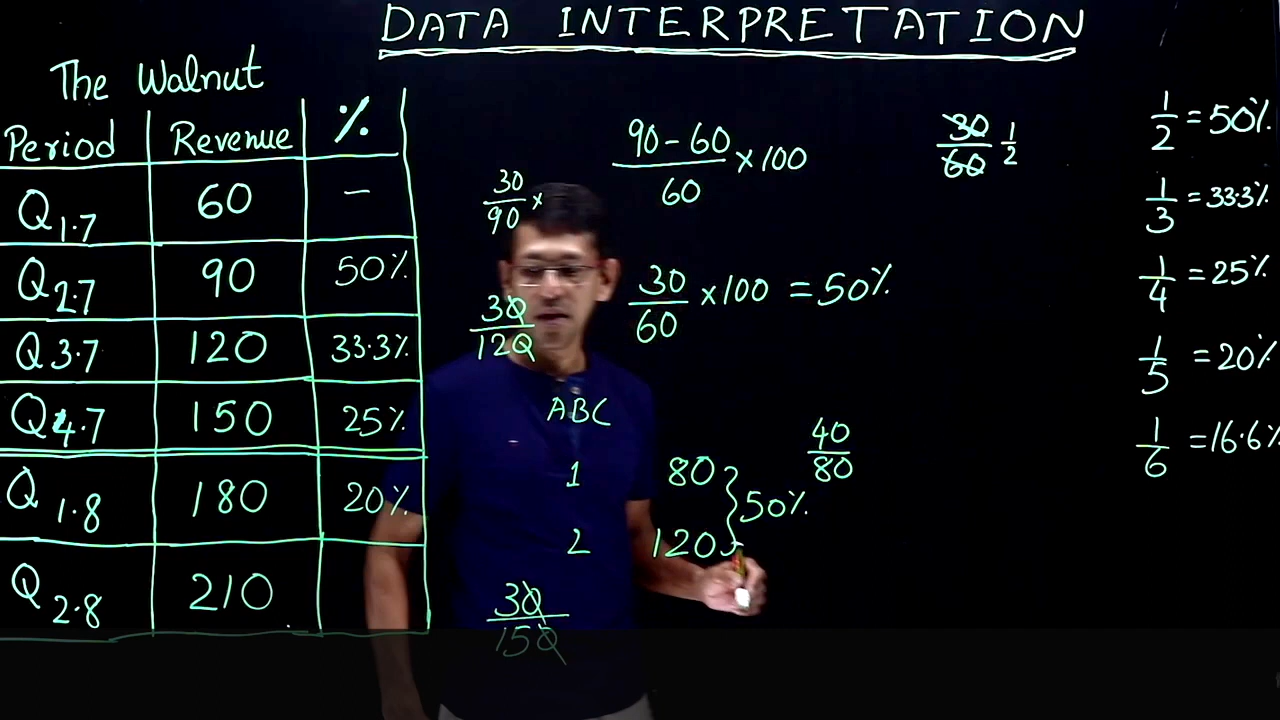 DATA INTERPRETATION
The Walnut
Period Revenue %
Q1.7 60 —
Q2.7 90 50%
Q3.7 120 33.3%
Q4.7 150 25%
Q1.8 180 20%
Q2.8 210
30/90 ×
30/120
90 - 60/60 × 100
30/60 × 100 = 50%
30/60 1/2
ABC
1 80
2 120
50%
40/80
30/150
1/2 = 50%
1/3 = 33.3%
1/4 = 25%
1/5 = 20%
1/6 = 16.6%